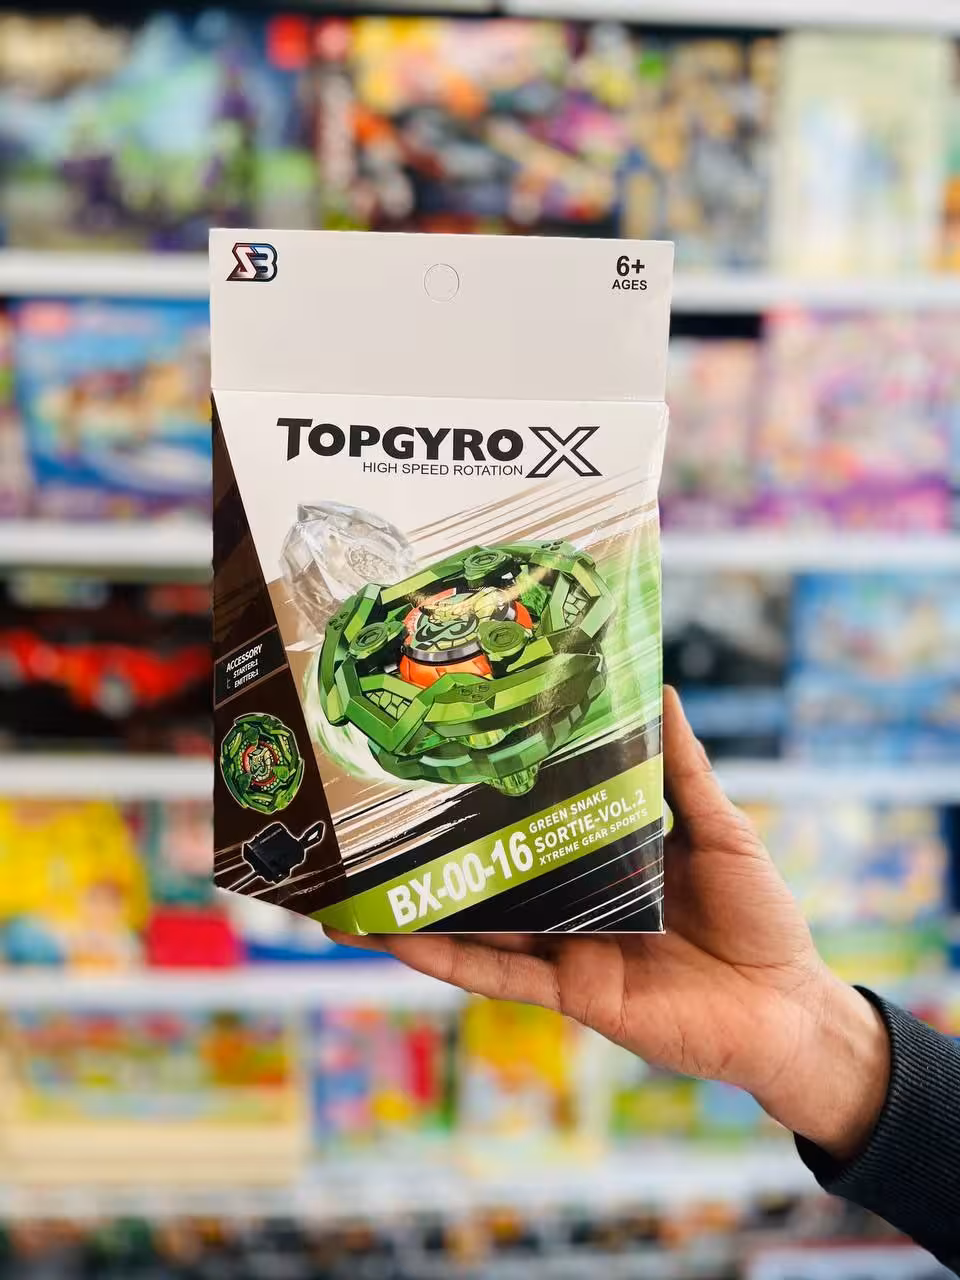 SB
6+
AGES
TOPGYRO X
HIGH SPEED ROTATION
ACCESSORY
STARTER:1
EMITTER:1
BX-00-16
GREEN SNAKE
SORTIE-VOL.2
XTREME GEAR SPORTS